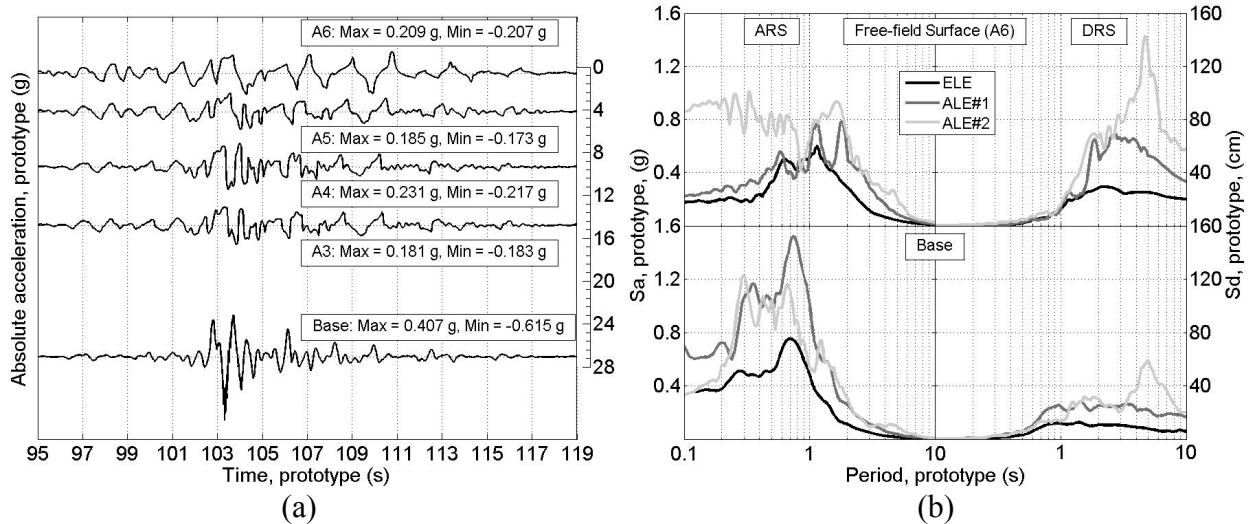 Absolute acceleration, prototype (g)
A6: Max = 0.209 g, Min = -0.207 g
A5: Max = 0.185 g, Min = -0.173 g
A4: Max = 0.231 g, Min = -0.217 g
A3: Max = 0.181 g, Min = -0.183 g
Base: Max = 0.407 g, Min = -0.615 g
0
4
8
12
16
20
24
28
95 97 99 101 103 105 107 109 111 113 115 117 119
Time, prototype (s)
(a)
ARS
Free-field Surface (A6)
DRS
ELE
ALE#1
ALE#2
Base
1.6
1.2
0.8
0.4
1.6
1.2
0.8
0.4
Sa, prototype, (g)
160
120
80
40
160
120
80
40
Sd, prototype, (cm)
0.1 1 10 1 10
Period, prototype (s)
(b)